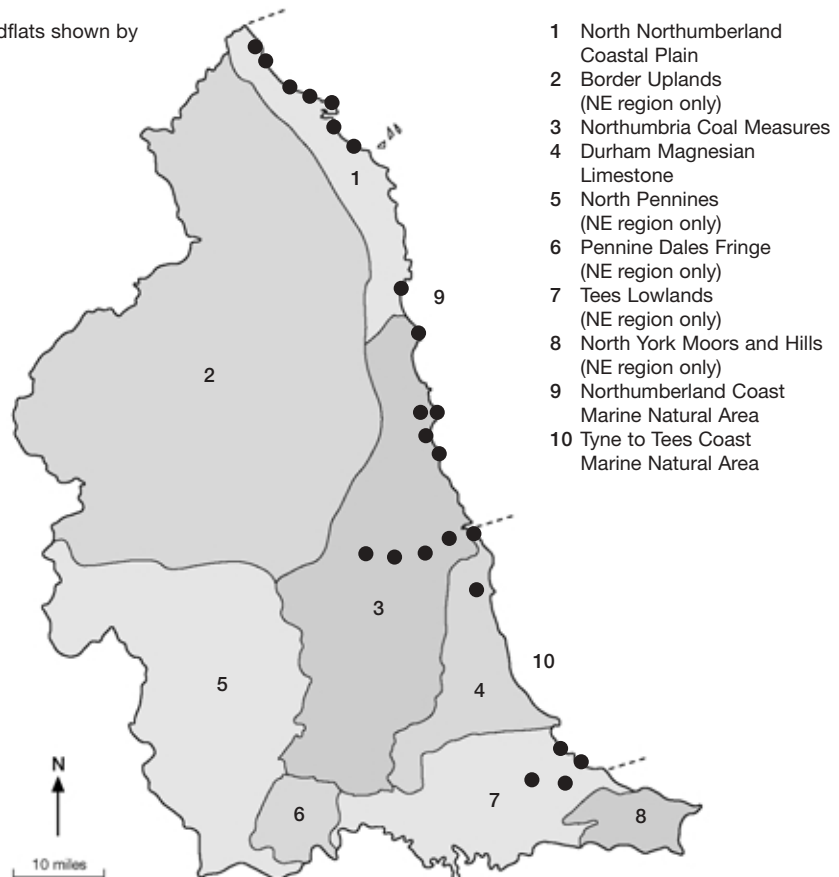 dflats shown by
1 North Northumberland
Coastal Plain
2 Border Uplands
(NE region only)
3 Northumbria Coal Measures
4 Durham Magnesian
Limestone
5 North Pennines
(NE region only)
6 Pennine Dales Fringe
(NE region only)
7 Tees Lowlands
(NE region only)
8 North York Moors and Hills
(NE region only)
9 Northumberland Coast
Marine Natural Area
10 Tyne to Tees Coast
Marine Natural Area
1
9
2
3
10
5
4
N
7
6
8
10 miles